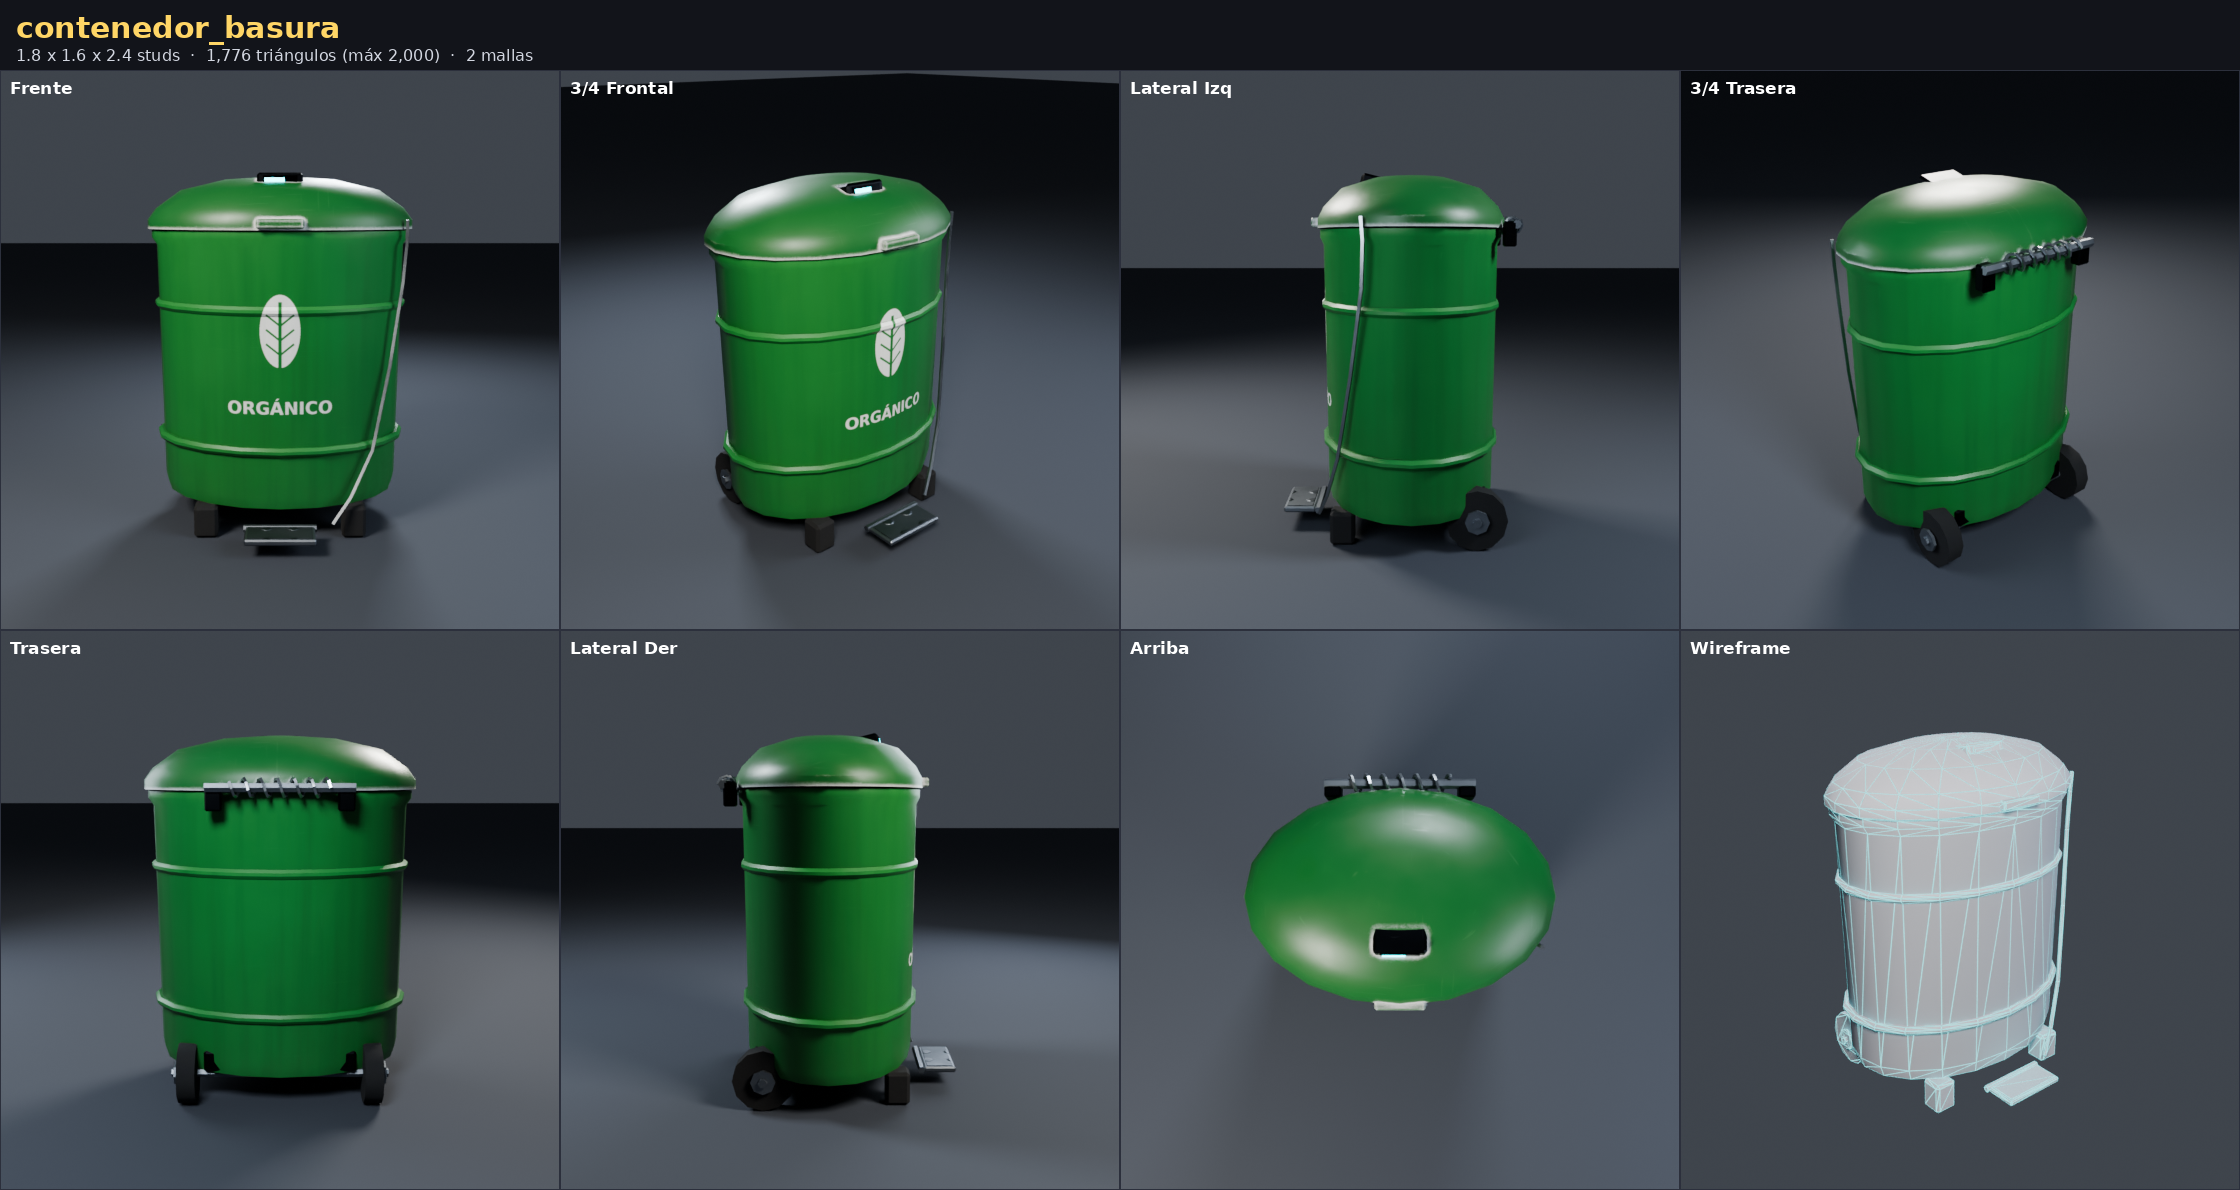 contenedor_basura
1.8 x 1.6 x 2.4 studs · 1,776 triángulos (máx 2,000) · 2 mallas
Frente
3/4 Frontal
Lateral Izq
3/4 Trasera
ORGÁNICO
ORGÁNICO
Trasera
Lateral Der
Arriba
Wireframe